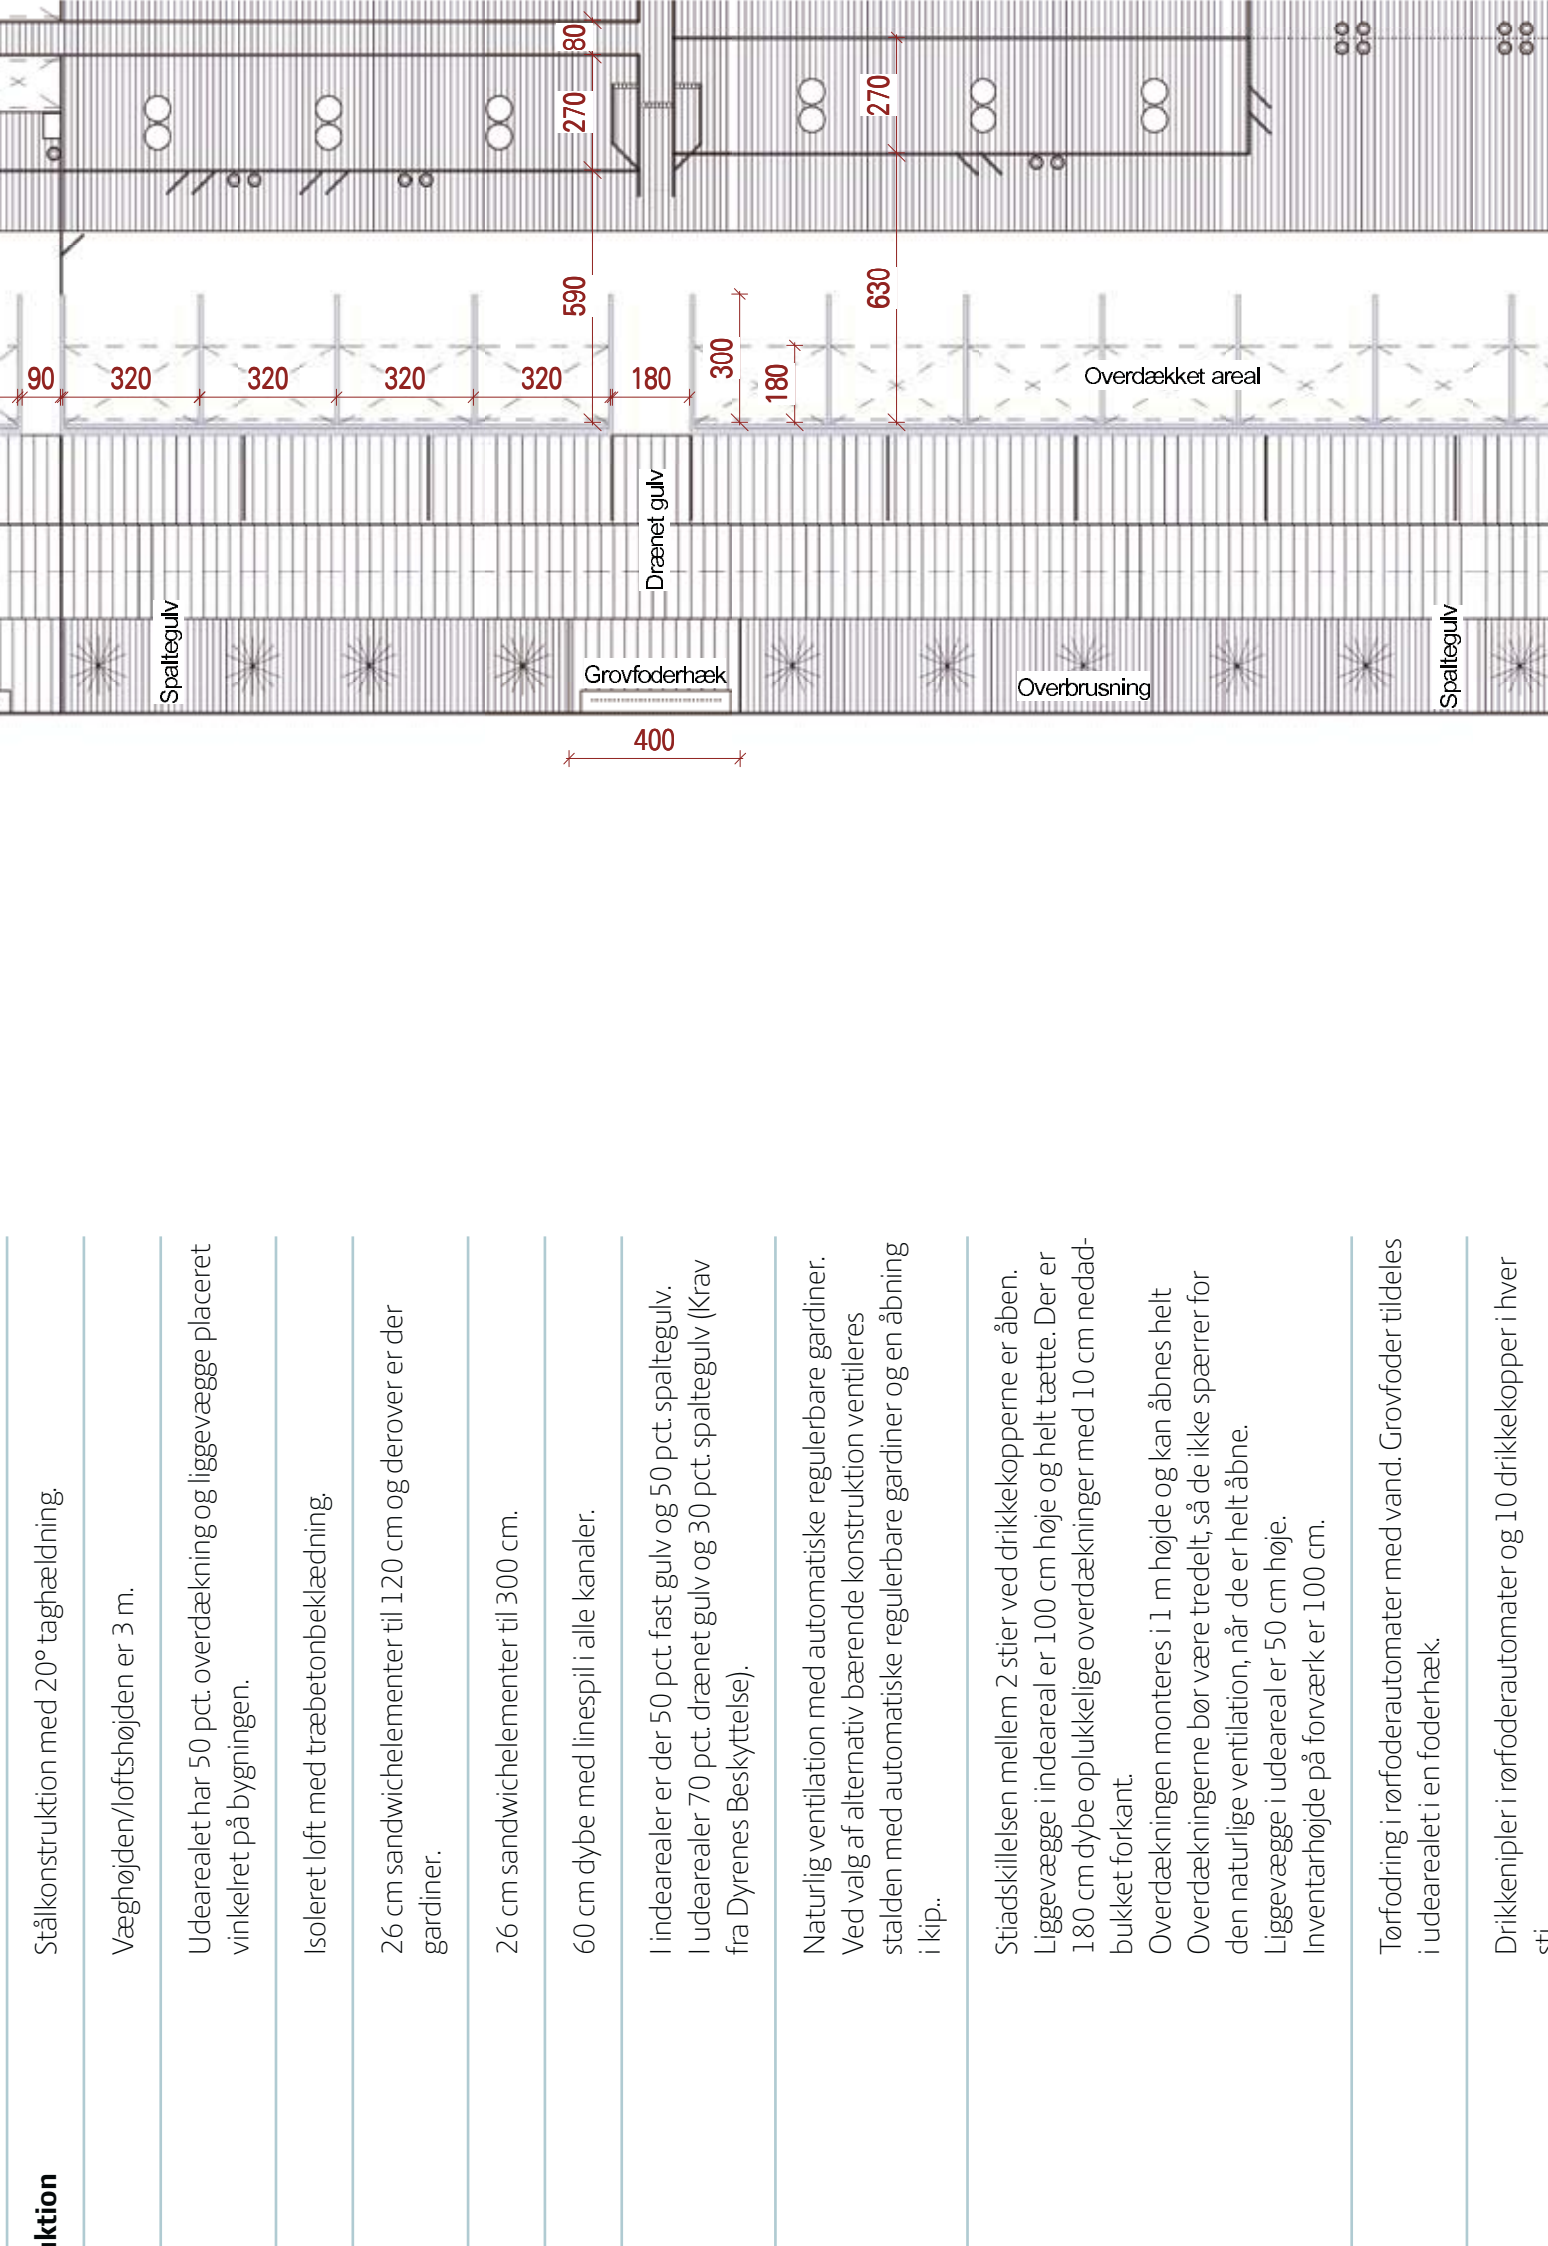 80
270
270
590
630
300
180
90
320
320
320
320
180
Overdækket areal
Drænet gulv
Spaltegulv
Grovfoderhæk
Overbrusning
Spaltegulv
400
uktion
Stålkonstruktion med 20° taghældning.
Væghøjden/loftshøjden er 3 m.
Udearealet har 50 pct. overdækning og liggevægge placeret
vinkelret på bygningen.
Isoleret loft med træbetonbeklædning.
26 cm sandwichelementer til 120 cm og derover er der
gardiner.
26 cm sandwichelementer til 300 cm.
60 cm dybe med linespil i alle kanaler.
I indearealer er der 50 pct. fast gulv og 50 pct. spaltegulv.
I udearealer 70 pct. drænet gulv og 30 pct. spaltegulv (Krav
fra Dyrenes Beskyttelse).
Naturlig ventilation med automatiske regulerbare gardiner.
Ved valg af alternativ bærende konstruktion ventileres
stalden med automatiske regulerbare gardiner og en åbning
i kip..
Stiadskillelsen mellem 2 stier ved drikkekopperne er åben.
Liggevægge i indeareal er 100 cm høje og helt tætte. Der er
180 cm dybe oplukkelige overdækninger med 10 cm nedad-
bukket forkant.
Overdækningen monteres i 1 m højde og kan åbnes helt
Overdækningerne bør være tredelt, så de ikke spærrer for
den naturlige ventilation, når de er helt åbne.
Liggevægge i udeareal er 50 cm høje.
Inventarhøjde på forværk er 100 cm.
Tørfodring i rørfoderautomater med vand. Grovfoder tildeles
i udearealet i en foderhæk.
Drikkenipler i rørfoderautomater og 10 drikkekopper i hver
sti